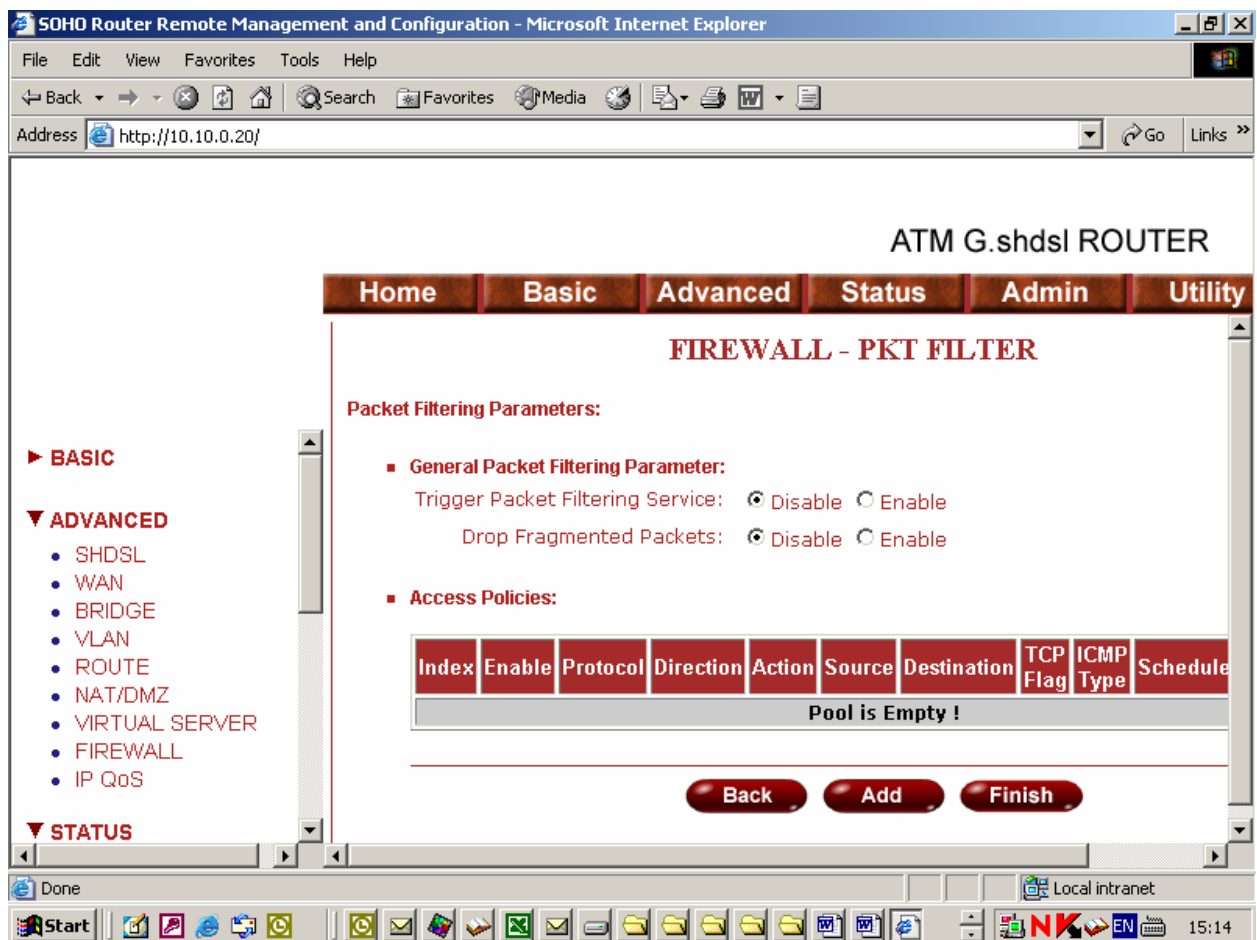 SOHO Router Remote Management and Configuration - Microsoft Internet Explorer
File Edit View Favorites Tools Help
Back Search Favorites Media
Address http://10.10.0.20/ Go Links »
ATM G.shdsl ROUTER
Home Basic Advanced Status Admin Utility
FIREWALL - PKT FILTER
Packet Filtering Parameters:
BASIC
ADVANCED
SHDSL
WAN
BRIDGE
VLAN
ROUTE
NAT/DMZ
VIRTUAL SERVER
FIREWALL
IP QoS
STATUS
General Packet Filtering Parameter:
Trigger Packet Filtering Service: Disable Enable
Drop Fragmented Packets: Disable Enable
Access Policies:
Index Enable Protocol Direction Action Source Destination TCP Flag ICMP Type Schedule
Pool is Empty !
Back Add Finish
Done Local intranet
Start EN 15:14